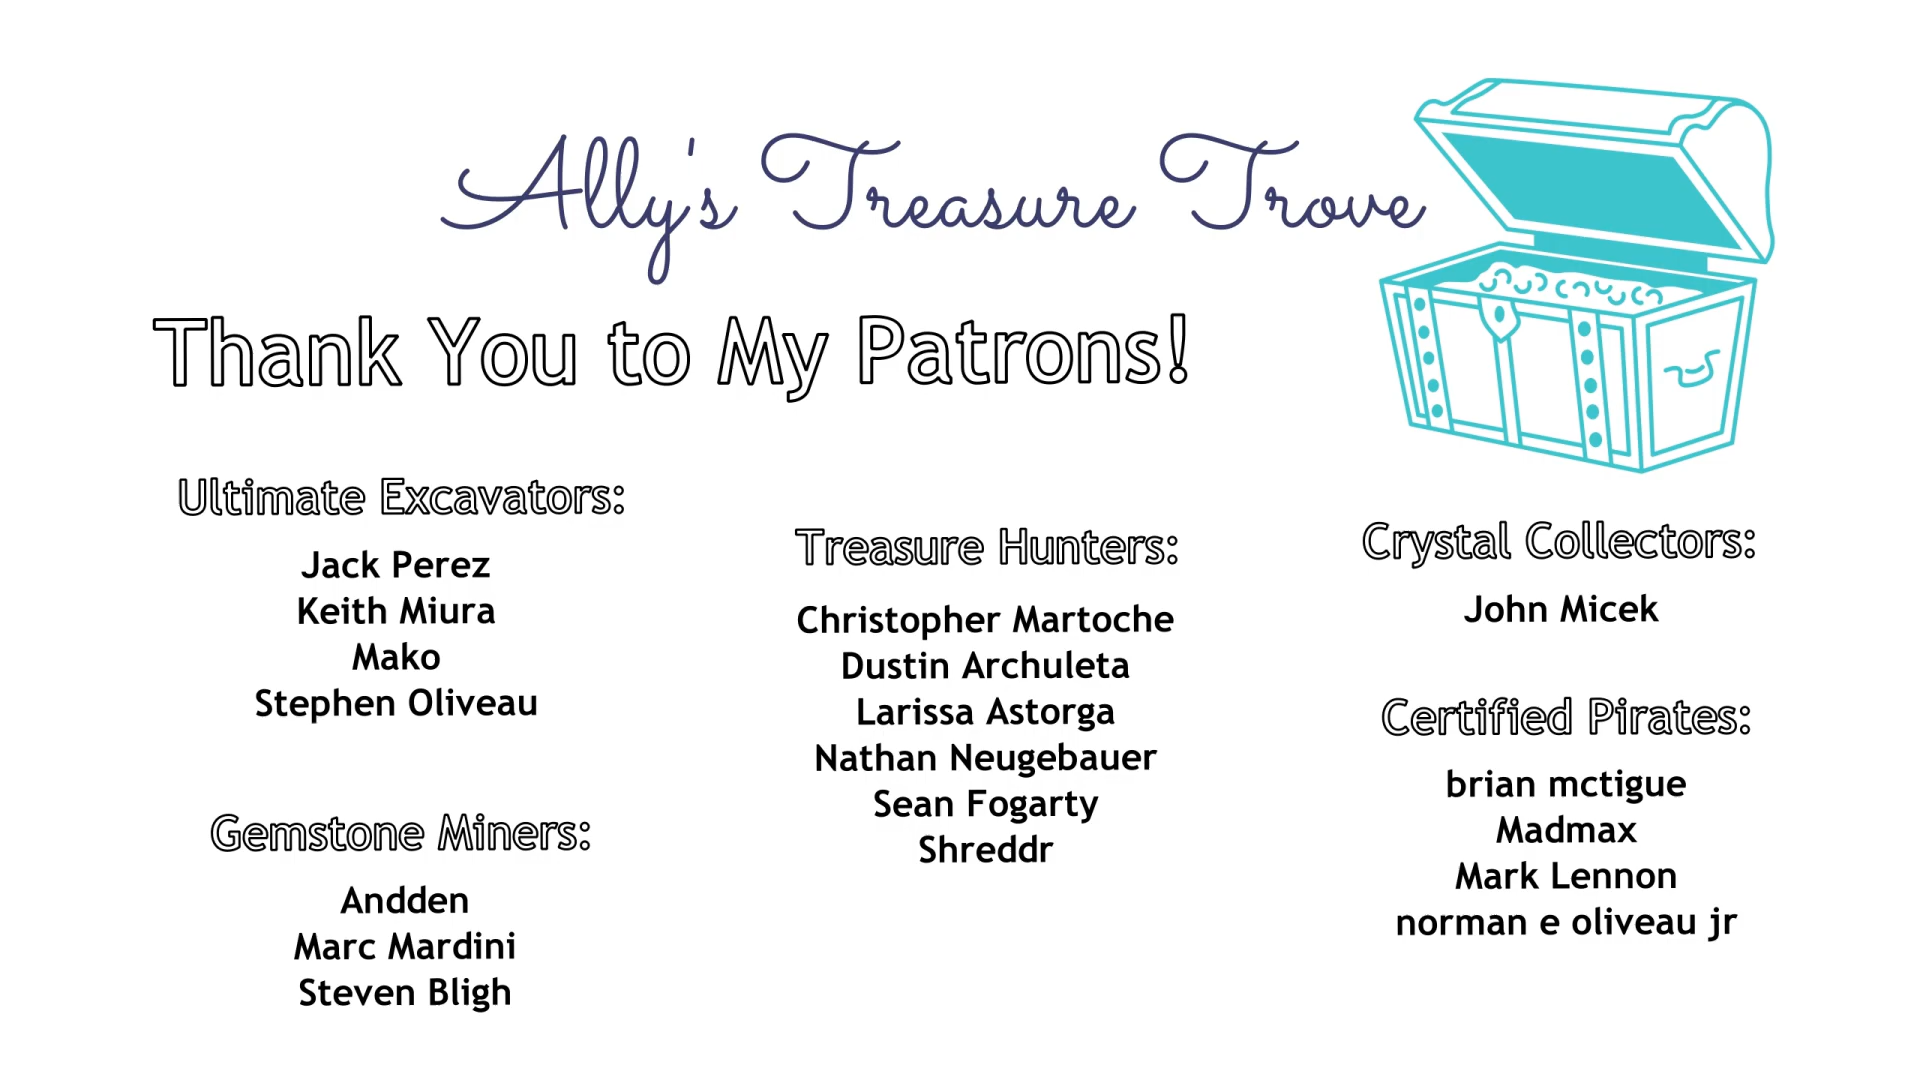 Ally's Treasure Trove
Thank You to My Patrons!
Ultimate Excavators:
Jack Perez
Keith Miura
Mako
Stephen Oliveau
Gemstone Miners:
Andden
Marc Mardini
Steven Bligh
Treasure Hunters:
Christopher Martoche
Dustin Archuleta
Larissa Astorga
Nathan Neugebauer
Sean Fogarty
Shreddr
Crystal Collectors:
John Micek
Certified Pirates:
brian mctigue
Madmax
Mark Lennon
norman e oliveau jr